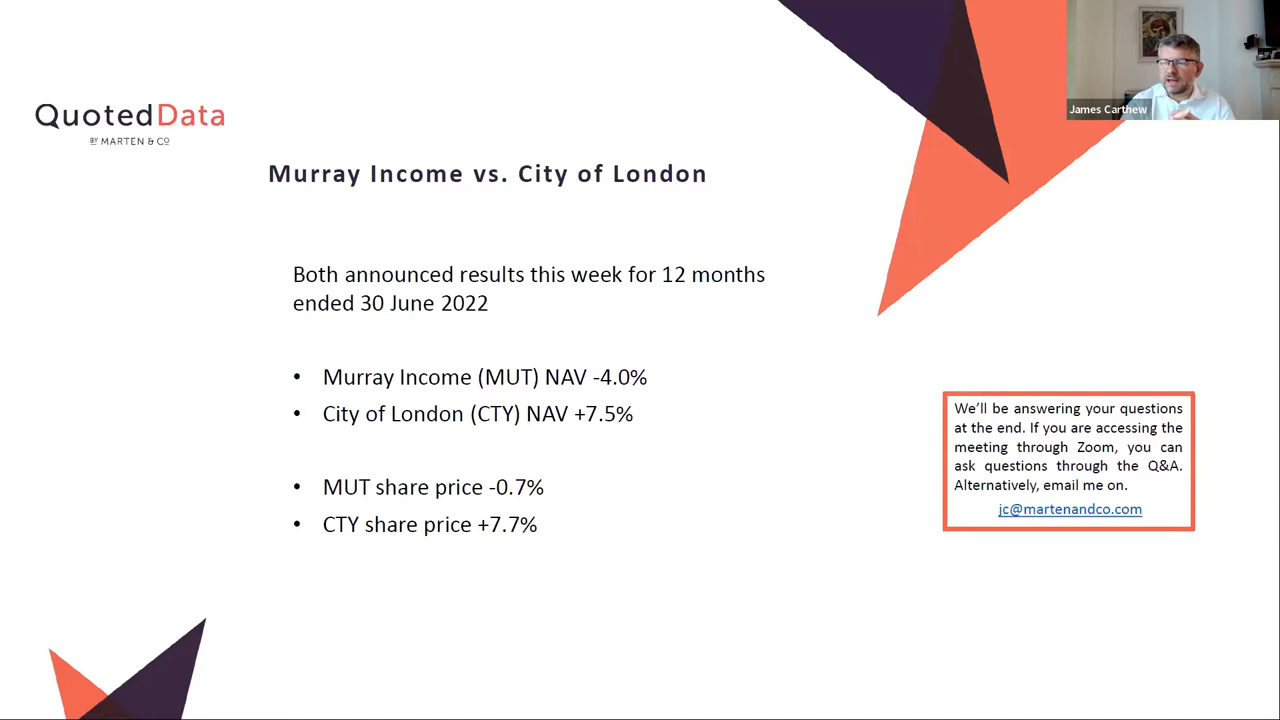 James Carthew
QuotedData
BY MARTEN & CO
Murray Income vs. City of London
Both announced results this week for 12 months
ended 30 June 2022
• Murray Income (MUT) NAV -4.0%
• City of London (CTY) NAV +7.5%
• MUT share price -0.7%
• CTY share price +7.7%
We'll be answering your questions
at the end. If you are accessing the
meeting through Zoom, you can
ask questions through the Q&A.
Alternatively, email me on.
jc@martenandco.com